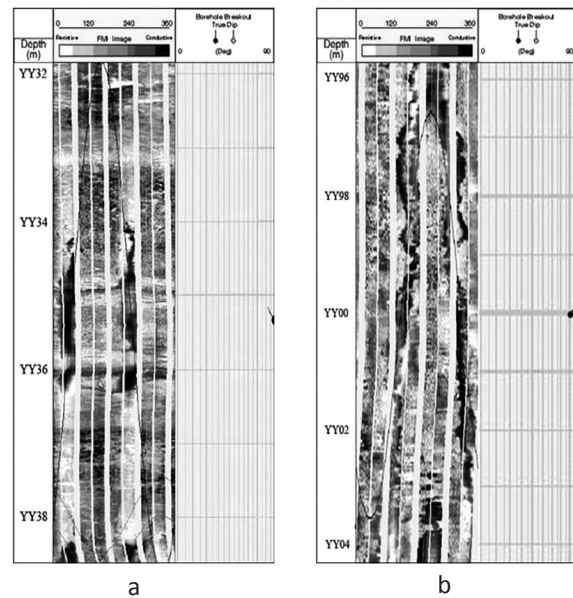 0 120 240 360
Borehole Breakout
True Dip
Depth
(m)
Resistive FMI Image Conductive
0 (Deg) 90
YY32
YY34
YY36
YY38
a
0 120 240 360
Borehole Breakout
True Dip
Depth
(m)
Resistive FMI Image Conductive
0 (Deg) 90
YY96
YY98
YY00
YY02
YY04
b